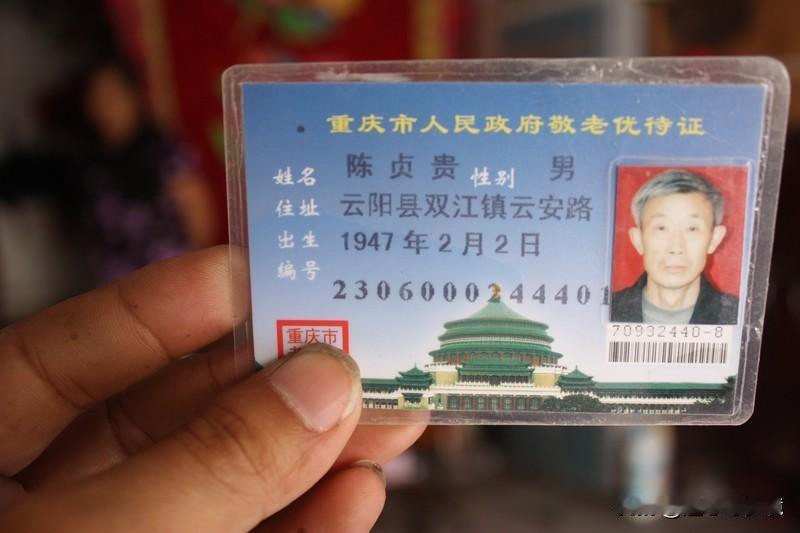 重庆市人民政府敬老优待证
姓名 陈贞贵 性别 男
住址 云阳县双江镇云安路
出生 1947年2月2日
编号
2306000244401
70932440-8
重庆市